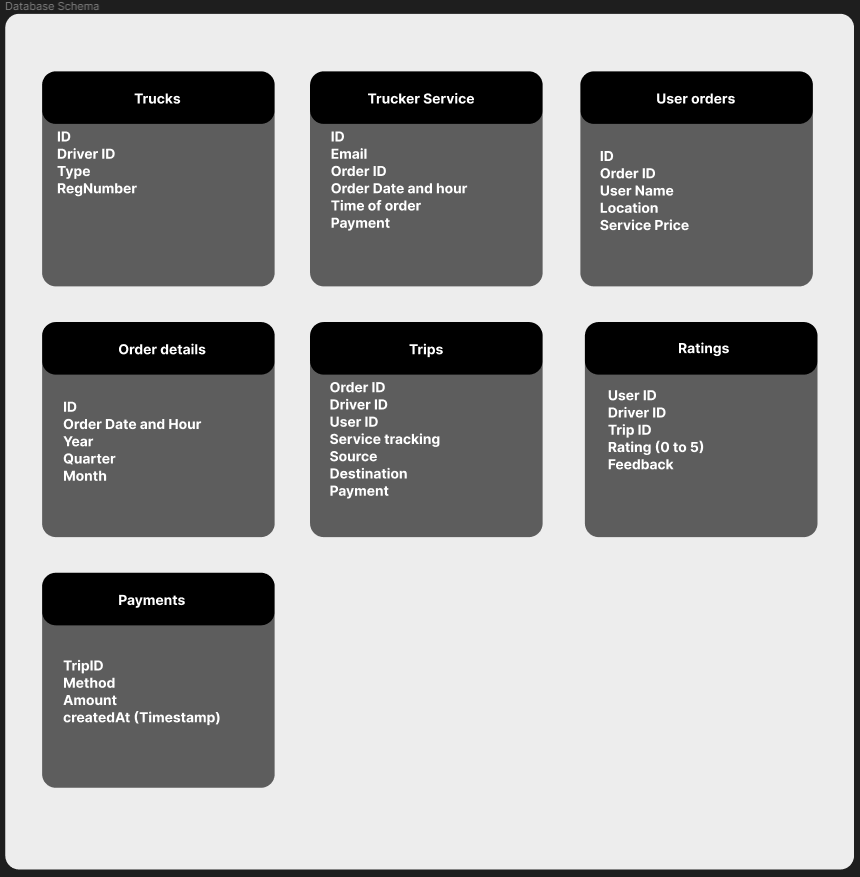 Database Schema
Trucks
ID
Driver ID
Type
RegNumber
Trucker Service
ID
Email
Order ID
Order Date and hour
Time of order
Payment
User orders
ID
Order ID
User Name
Location
Service Price
Order details
ID
Order Date and Hour
Year
Quarter
Month
Trips
Order ID
Driver ID
User ID
Service tracking
Source
Destination
Payment
Ratings
User ID
Driver ID
Trip ID
Rating (0 to 5)
Feedback
Payments
TripID
Method
Amount
createdAt (Timestamp)